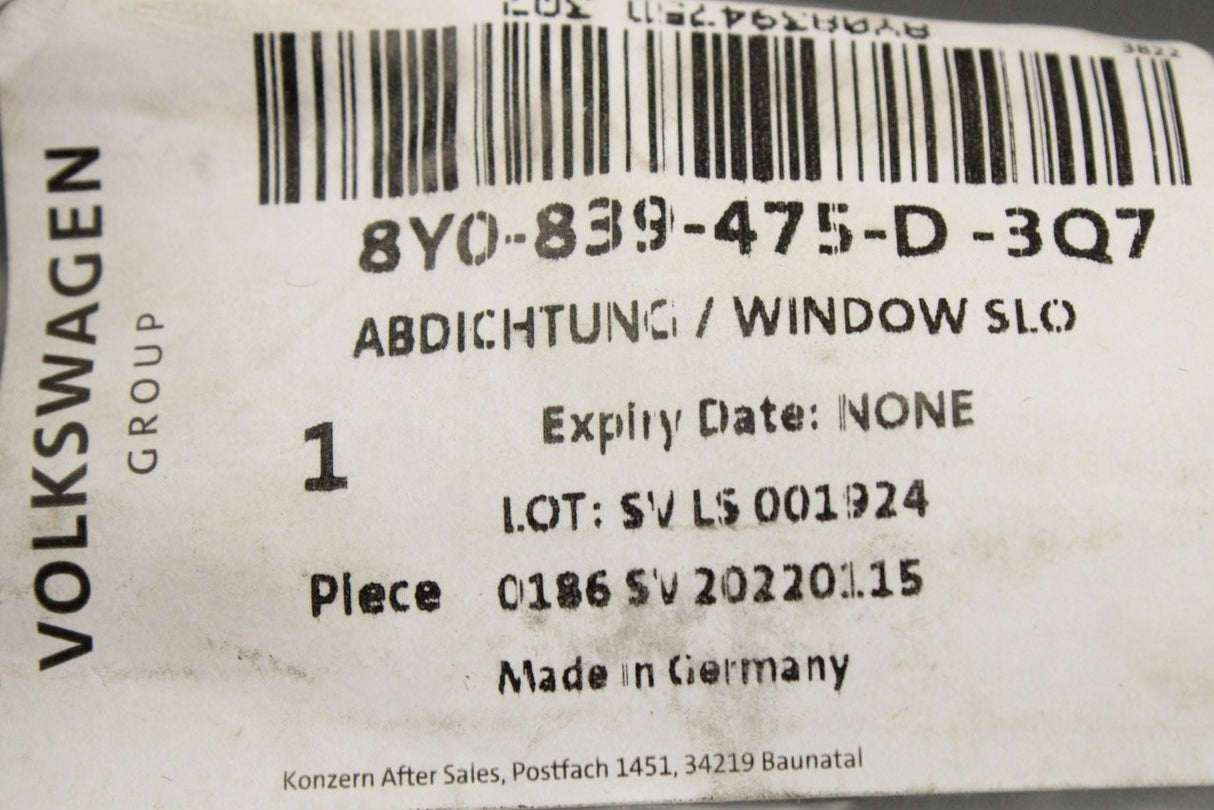 3822
VOLKSWAGEN
GROUP
8Y0-839-475-D -3Q7
ABDICHTUNG / WINDOW SLO
1
Expiry Date: NONE
LOT: SV LS 001924
Piece 0186 SV 20220115
Made in Germany
Konzern After Sales, Postfach 1451, 34219 Baunatal